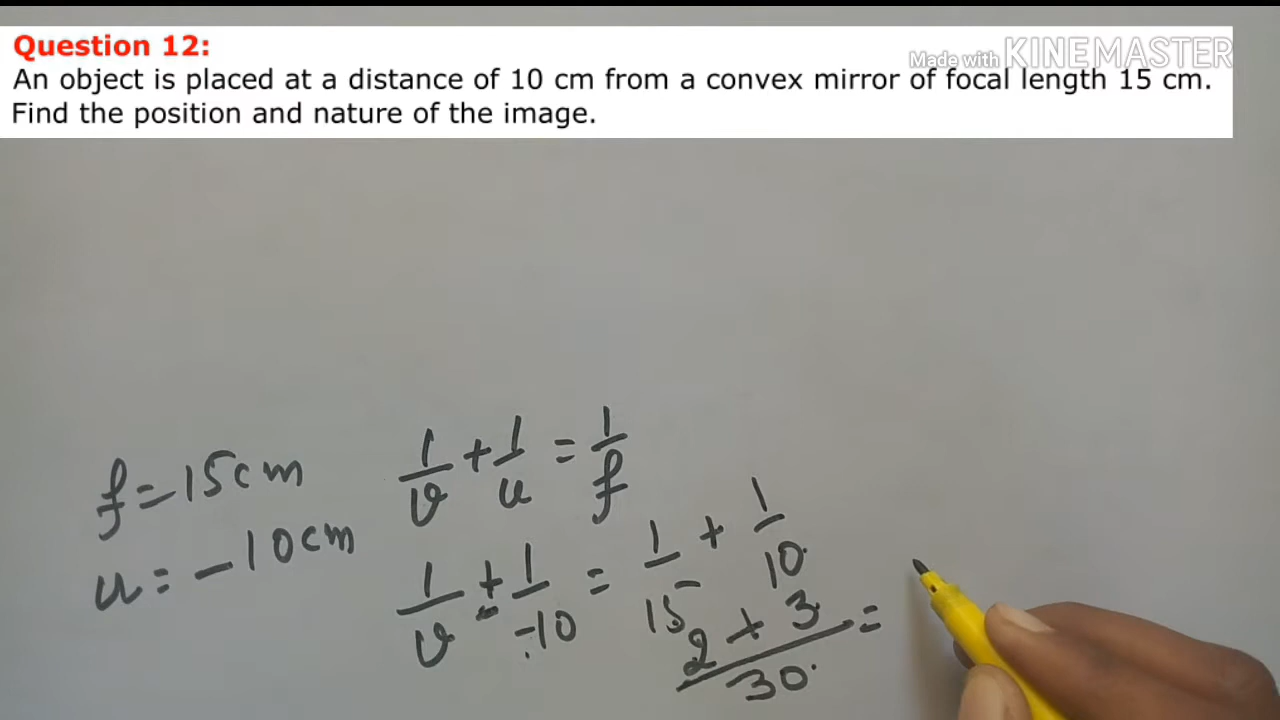 Question 12:
Made with KINEMASTER
An object is placed at a distance of 10 cm from a convex mirror of focal length 15 cm.
Find the position and nature of the image.
f = 15cm
u = -10cm
1/v + 1/u = 1/f
1/v + 1/-10 = 1/15 + 1/10
2 + 3 / 30 =